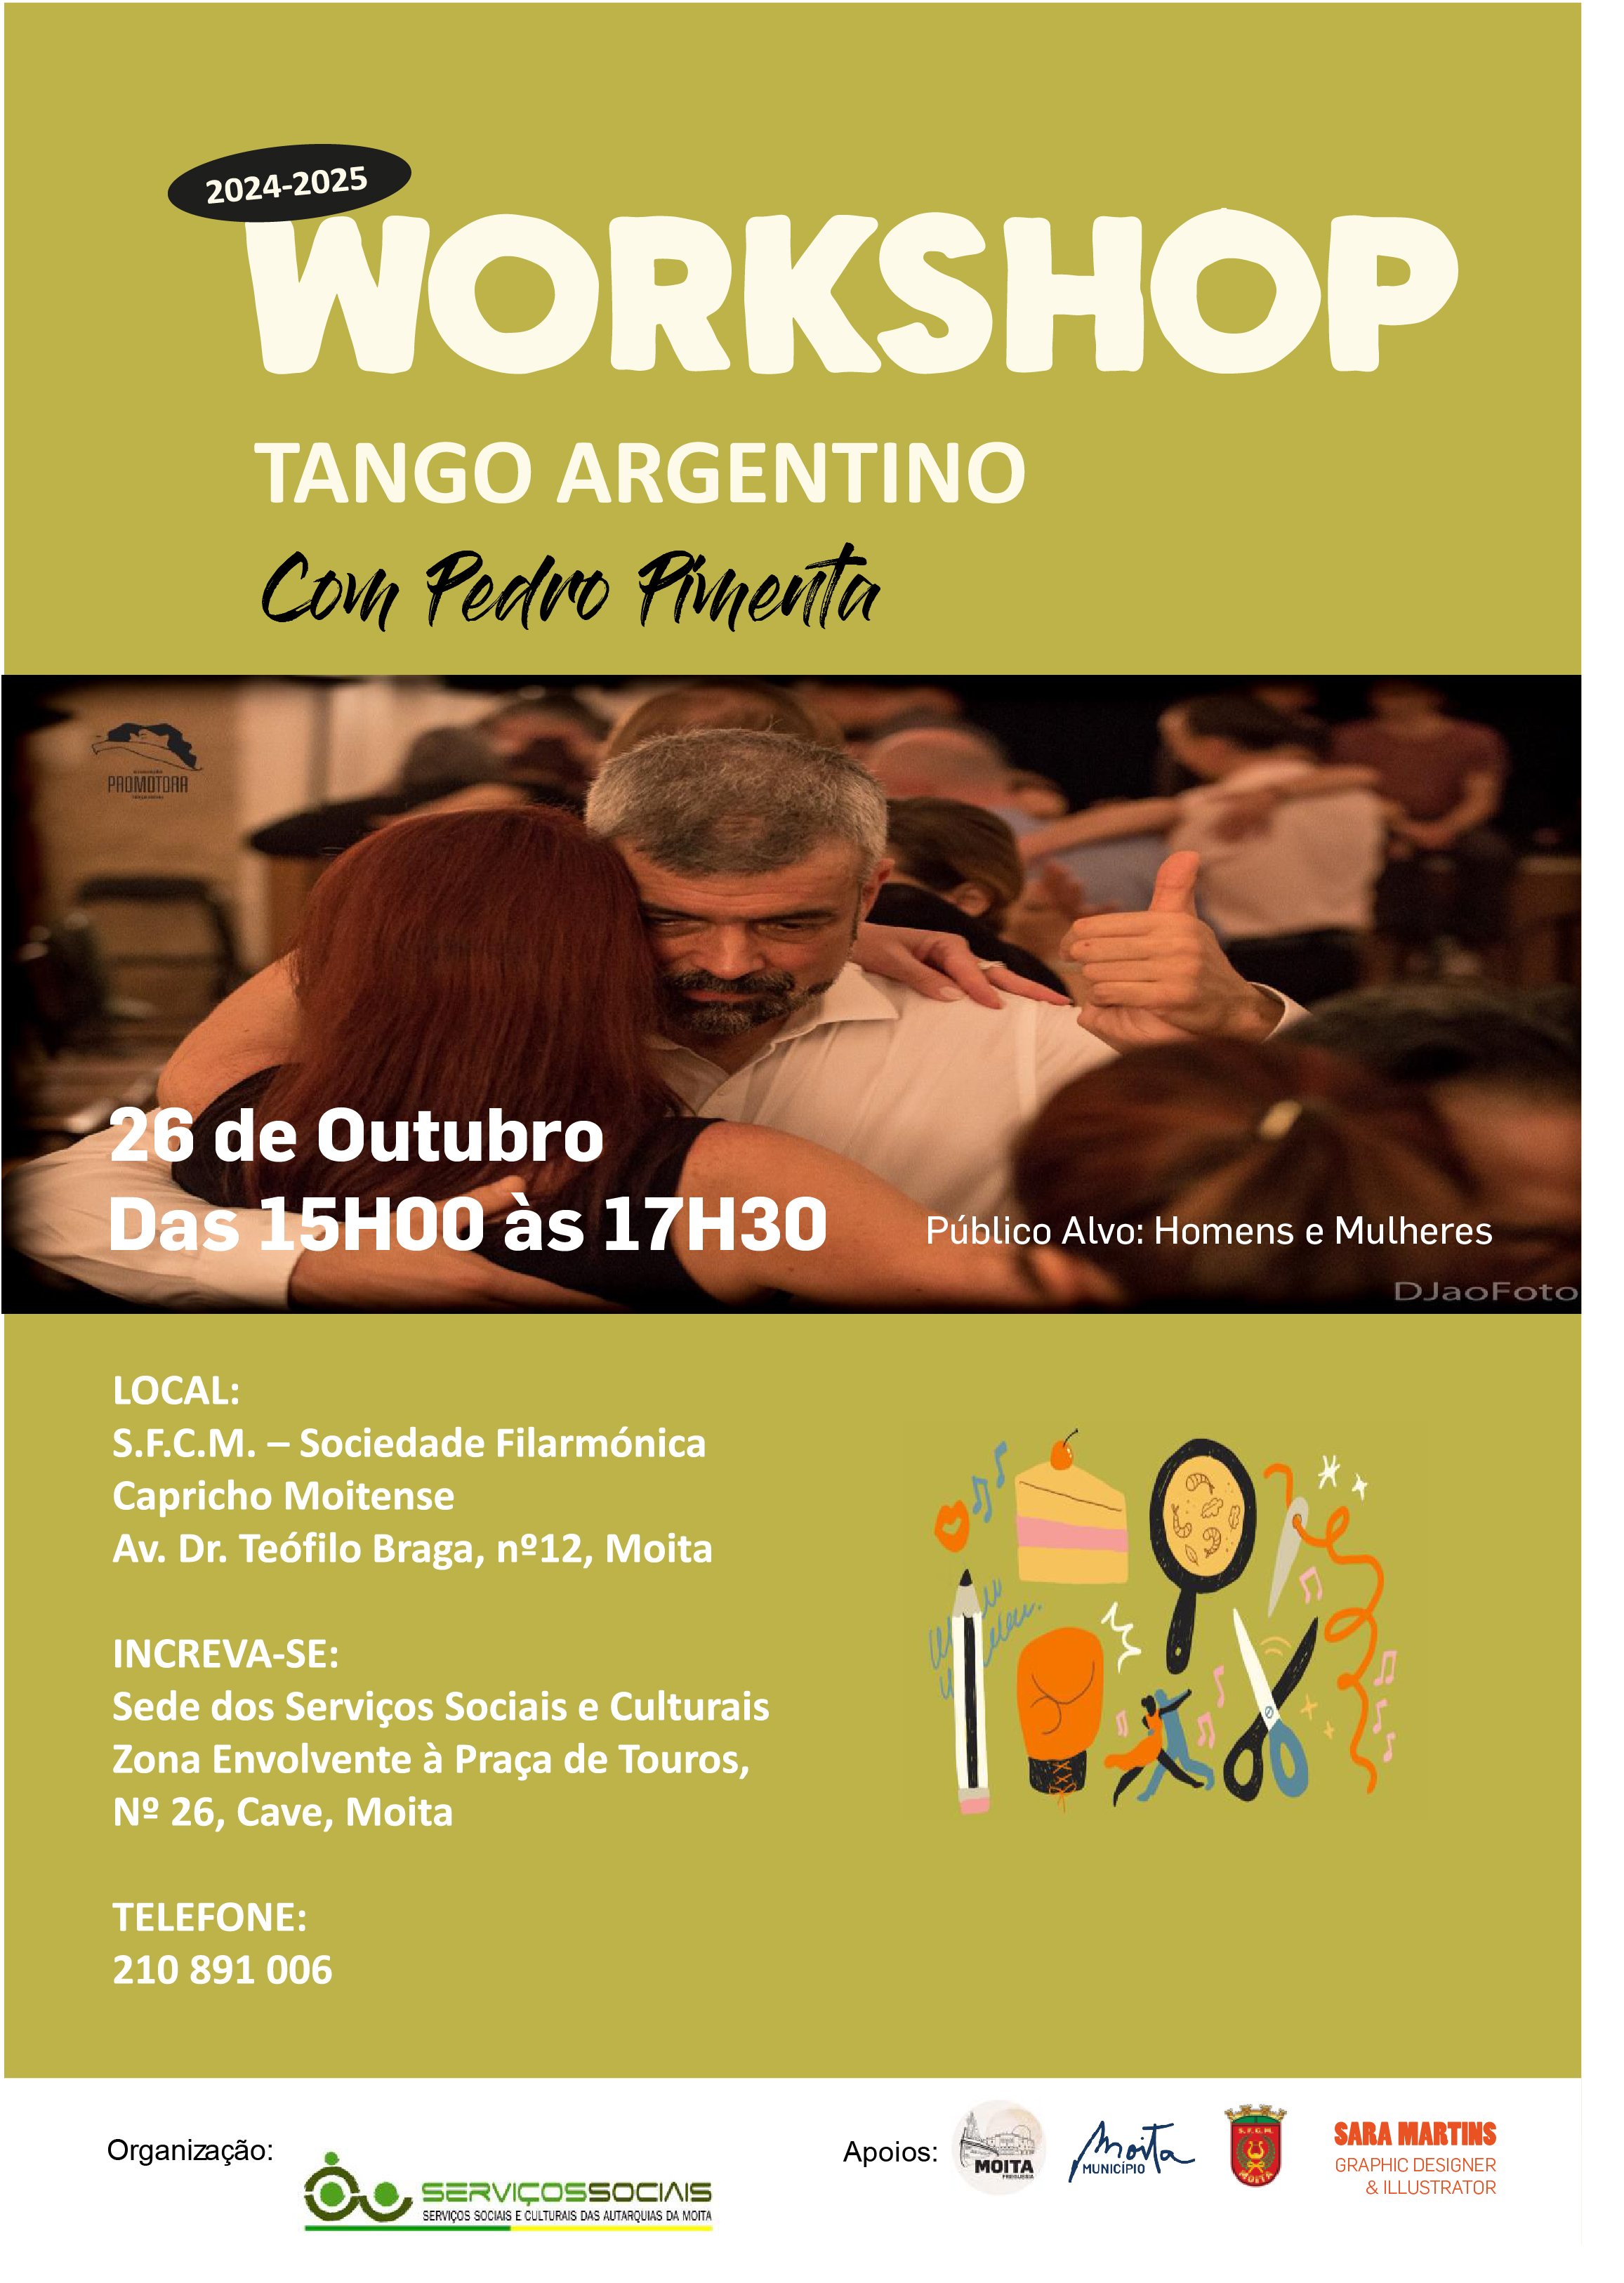 2024-2025
WORKSHOP
TANGO ARGENTINO
Com Pedro Pimenta
PROMOTORA
26 de Outubro
Das 15H00 às 17H30
Público Alvo: Homens e Mulheres
DJaoFoto
LOCAL:
S.F.C.M. – Sociedade Filarmónica
Capricho Moitense
Av. Dr. Teófilo Braga, nº12, Moita
INCREVA-SE:
Sede dos Serviços Sociais e Culturais
Zona Envolvente à Praça de Touros,
Nº 26, Cave, Moita
TELEFONE:
210 891 006
Organização:
SERVIÇOSSOCIAIS
SERVIÇOS SOCIAIS E CULTURAIS DAS AUTARQUIAS DA MOITA
Apoios:
MOITA
FREGUESIA
Moita
MUNICÍPIO
S.F.C.M.
MOITA
SARA MARTINS
GRAPHIC DESIGNER
& ILLUSTRATOR